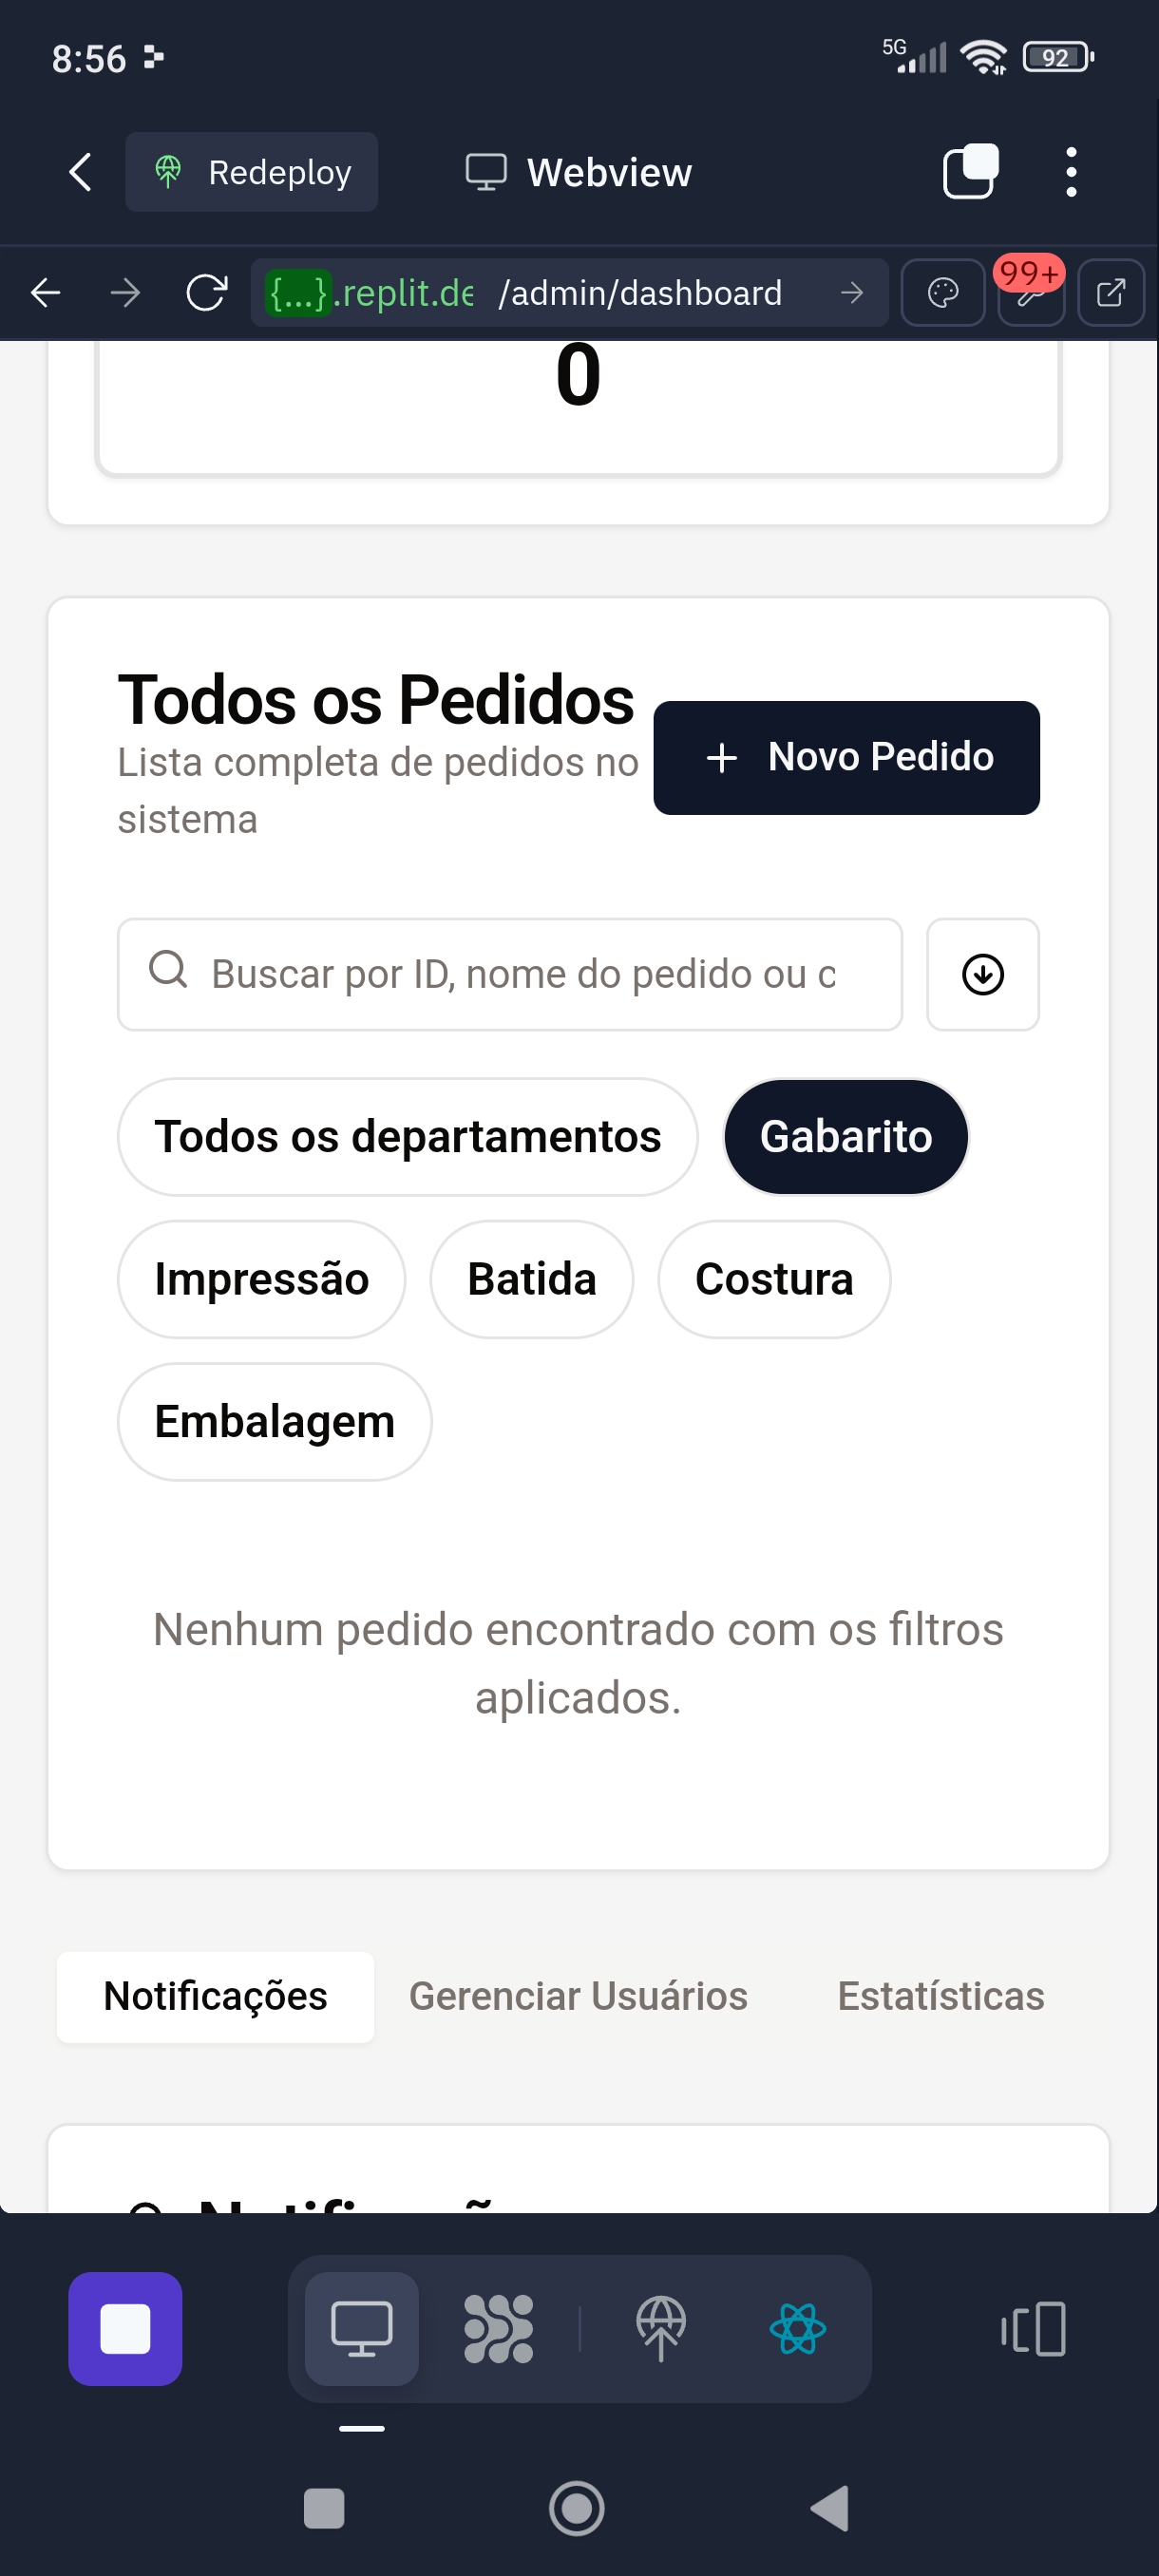 8:56
5G
92
Redeploy
Webview
{...}.replit.de /admin/dashboard
99+
0
Todos os Pedidos
Lista completa de pedidos no
sistema
Novo Pedido
Buscar por ID, nome do pedido ou c
Todos os departamentos
Gabarito
Impressão
Batida
Costura
Embalagem
Nenhum pedido encontrado com os filtros
aplicados.
Notificações
Gerenciar Usuários
Estatísticas